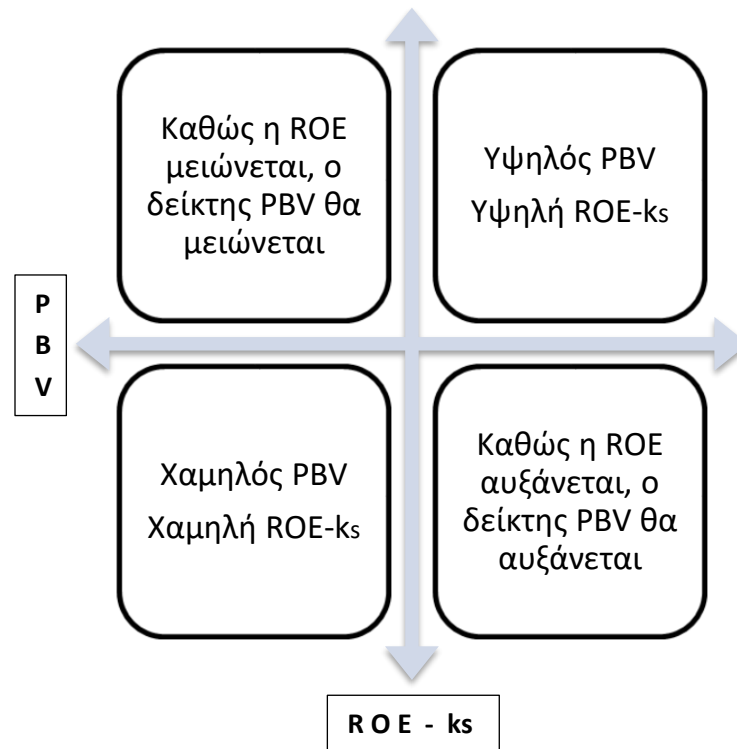 Καθώς η ROE
μειώνεται, ο
δείκτης PBV θα
μειώνεται
Υψηλός PBV
Υψηλή ROE-ks
P
B
V
Χαμηλός PBV
Χαμηλή ROE-ks
Καθώς η ROE
αυξάνεται, ο
δείκτης PBV θα
αυξάνεται
R O E - ks